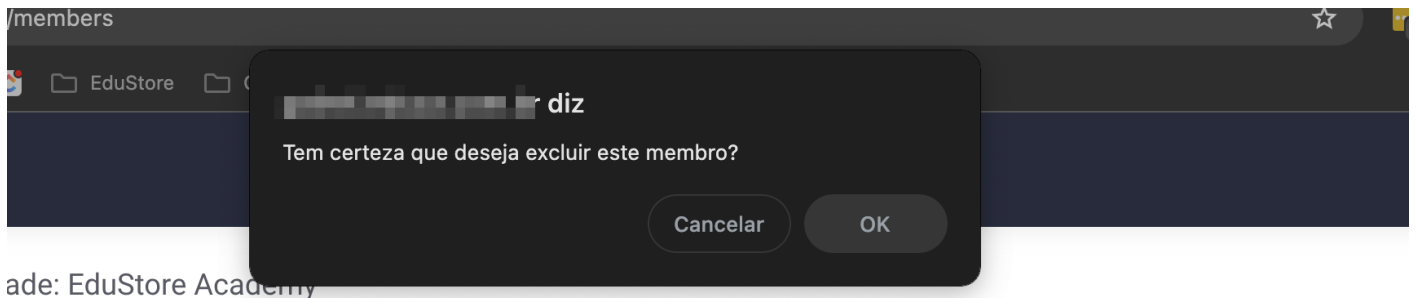 /members
EduStore
diz
Tem certeza que deseja excluir este membro?
Cancelar
OK
ade: EduStore Academy